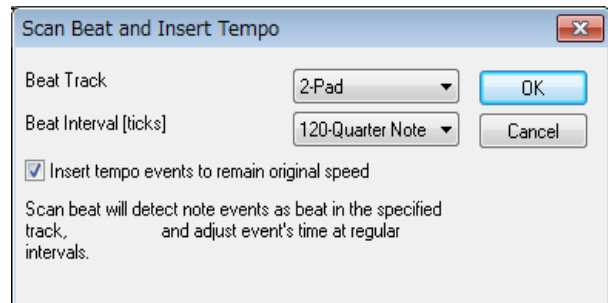 Scan Beat and Insert Tempo
Beat Track
2-Pad
OK
Beat Interval [ticks]
120-Quarter Note
Cancel
Insert tempo events to remain original speed
Scan beat will detect note events as beat in the specified
track, and adjust event's time at regular
intervals.